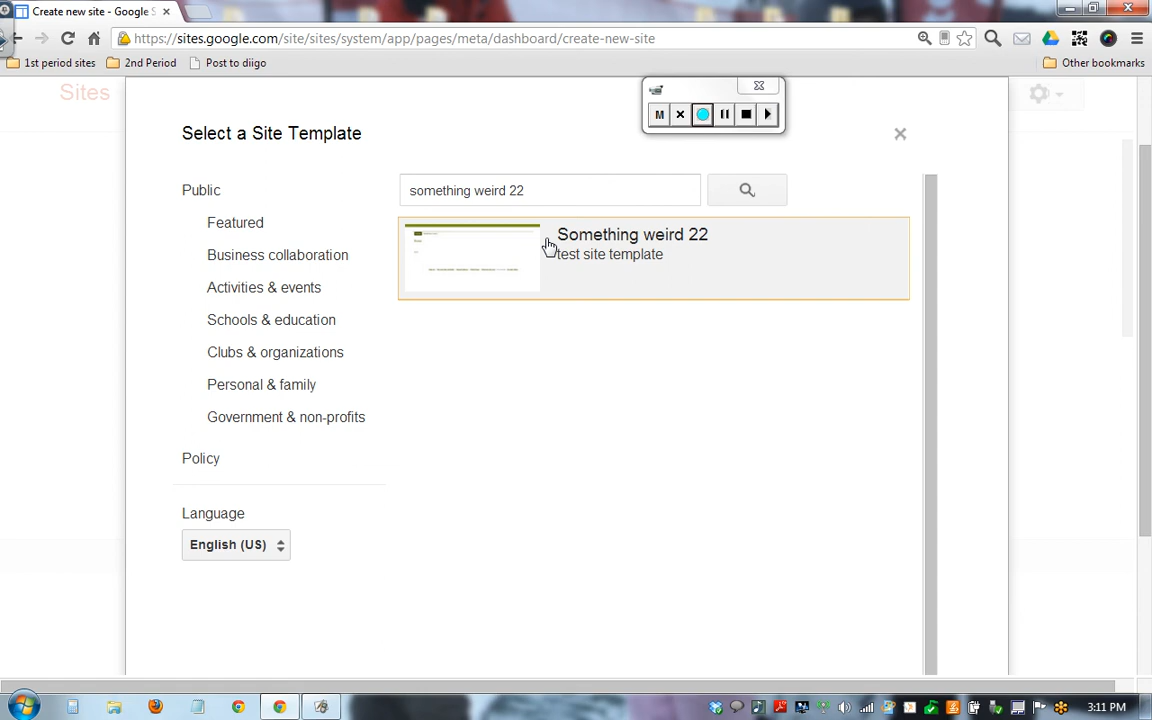 Create new site - Google S
https://sites.google.com/site/sites/system/app/pages/meta/dashboard/create-new-site
1st period sites
2nd Period
Post to diigo
Other bookmarks
Sites
M
Select a Site Template
Public
something weird 22
Featured
Something weird 22
test site template
Business collaboration
Activities & events
Schools & education
Clubs & organizations
Personal & family
Government & non-profits
Policy
Language
English (US)
3:11 PM